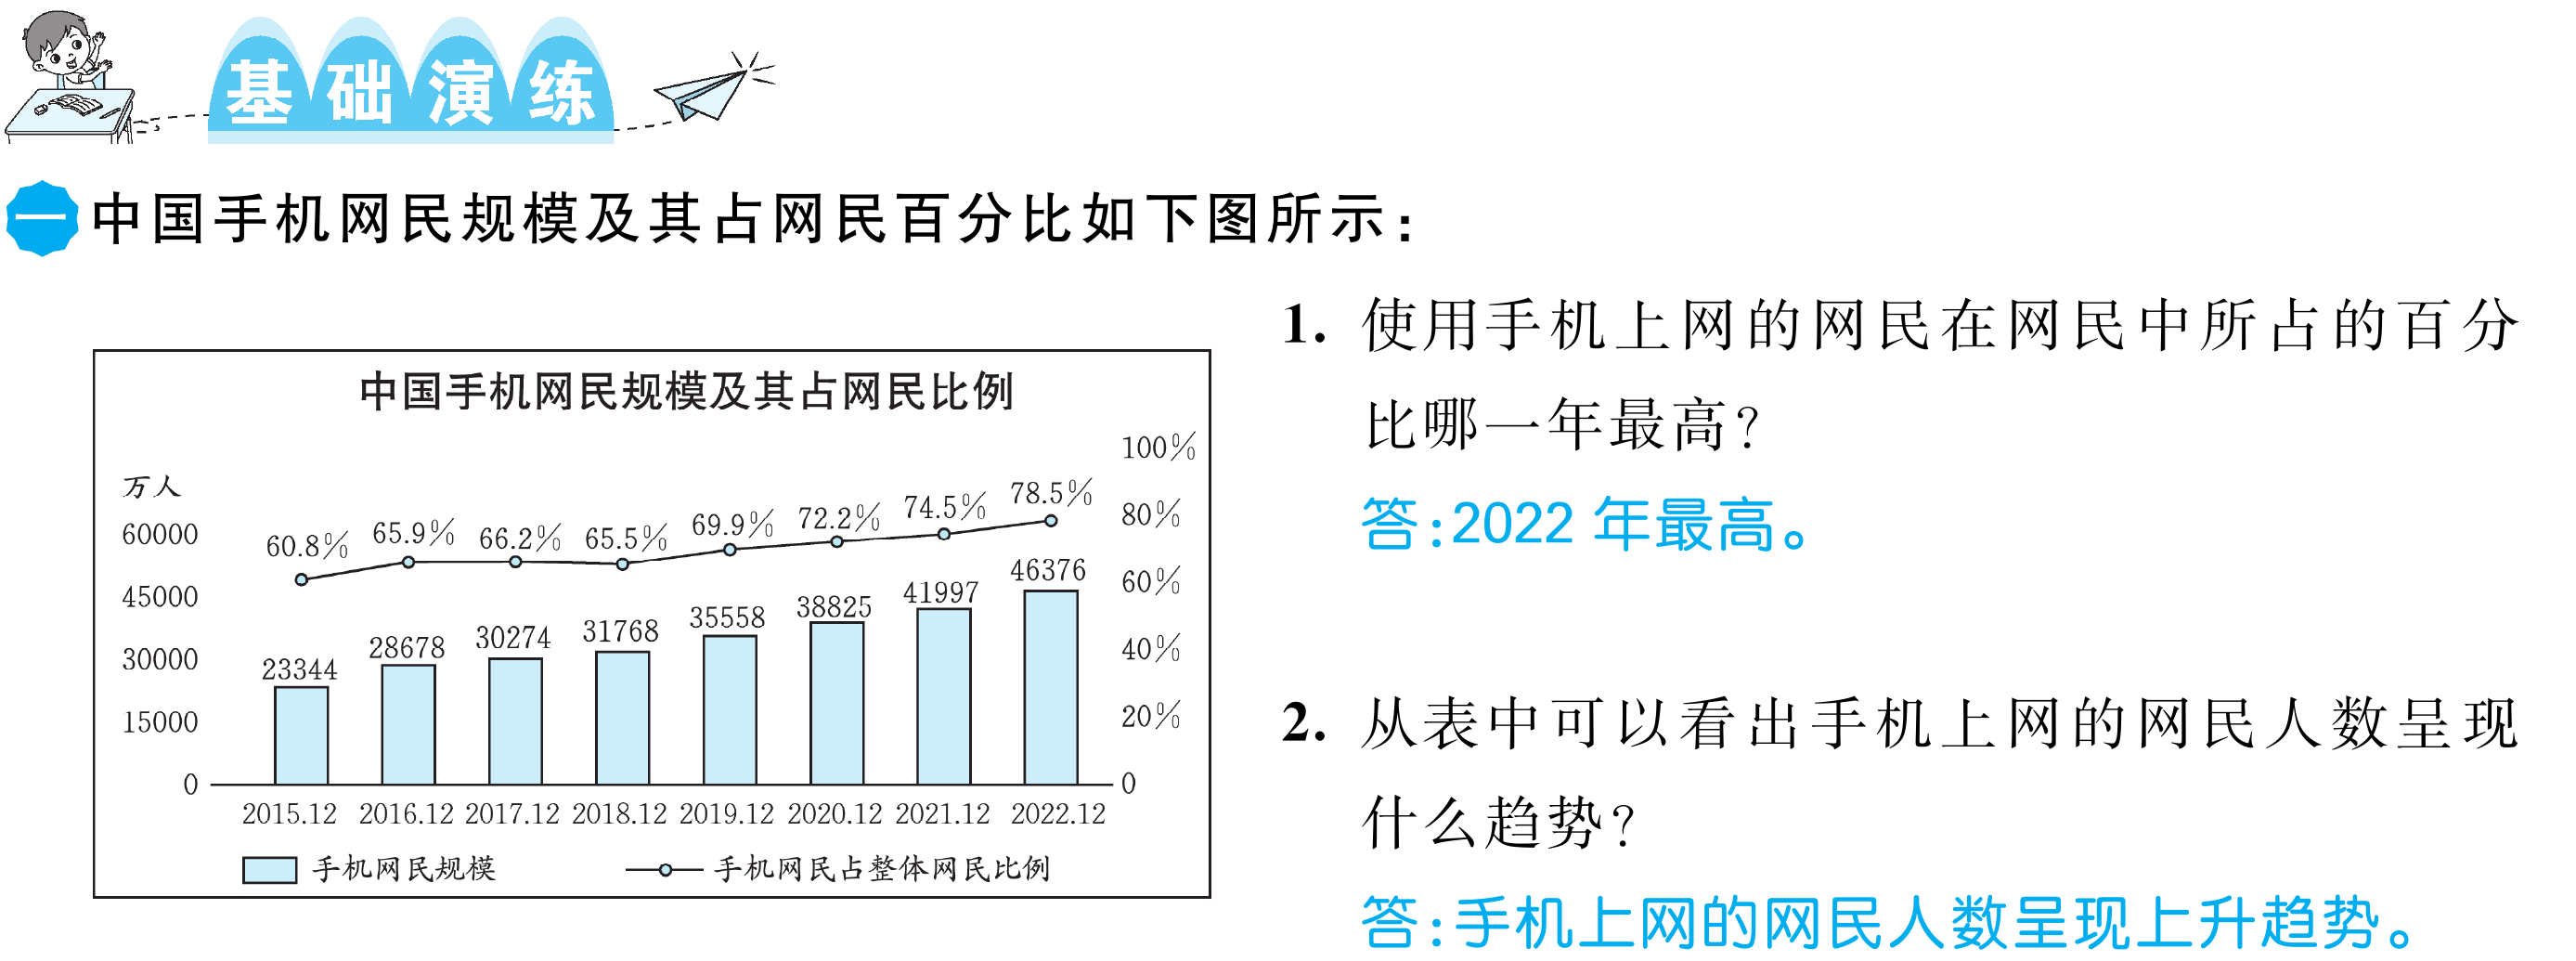 基础演练
一 中国手机网民规模及其占网民百分比如下图所示：
中国手机网民规模及其占网民比例
万人
60000
45000
30000
15000
0
100%
80%
60%
40%
20%
0
60.8% 65.9% 66.2% 65.5% 69.9% 72.2% 74.5% 78.5%
23344 28678 30274 31768 35558 38825 41997 46376
2015.12 2016.12 2017.12 2018.12 2019.12 2020.12 2021.12 2022.12
手机网民规模 手机网民占整体网民比例
1. 使用手机上网的网民在网民中所占的百分
比哪一年最高？
答：2022 年最高。
2. 从表中可以看出手机上网的网民人数呈现
什么趋势？
答：手机上网的网民人数呈现上升趋势。